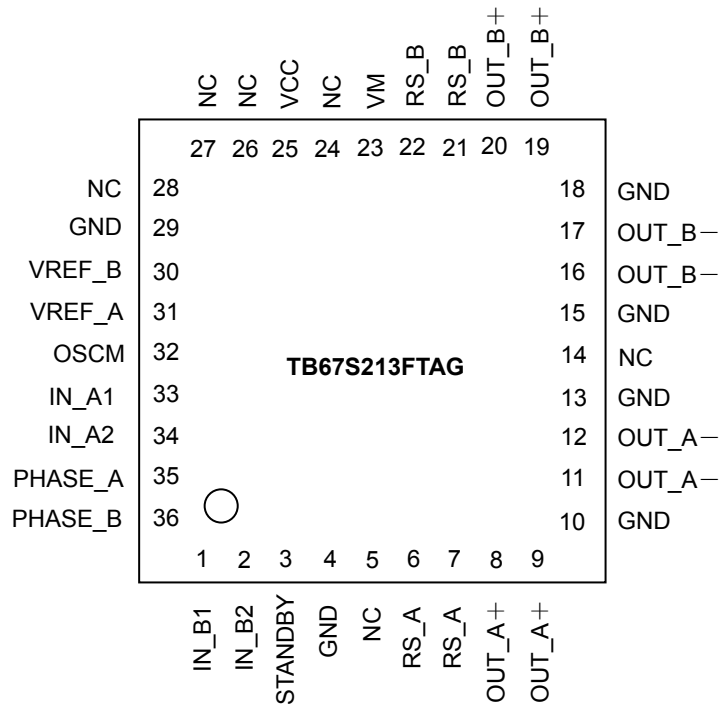 NC NC VCC NC VM RS_B RS_B OUT_B+ OUT_B+
27 26 25 24 23 22 21 20 19
NC 28 18 GND
GND 29 17 OUT_B−
VREF_B 30 16 OUT_B−
VREF_A 31 15 GND
OSCM 32 TB67S213FTAG 14 NC
IN_A1 33 13 GND
IN_A2 34 12 OUT_A−
PHASE_A 35 11 OUT_A−
PHASE_B 36 10 GND
1 2 3 4 5 6 7 8 9
IN_B1 IN_B2 STANDBY GND NC RS_A RS_A OUT_A+ OUT_A+